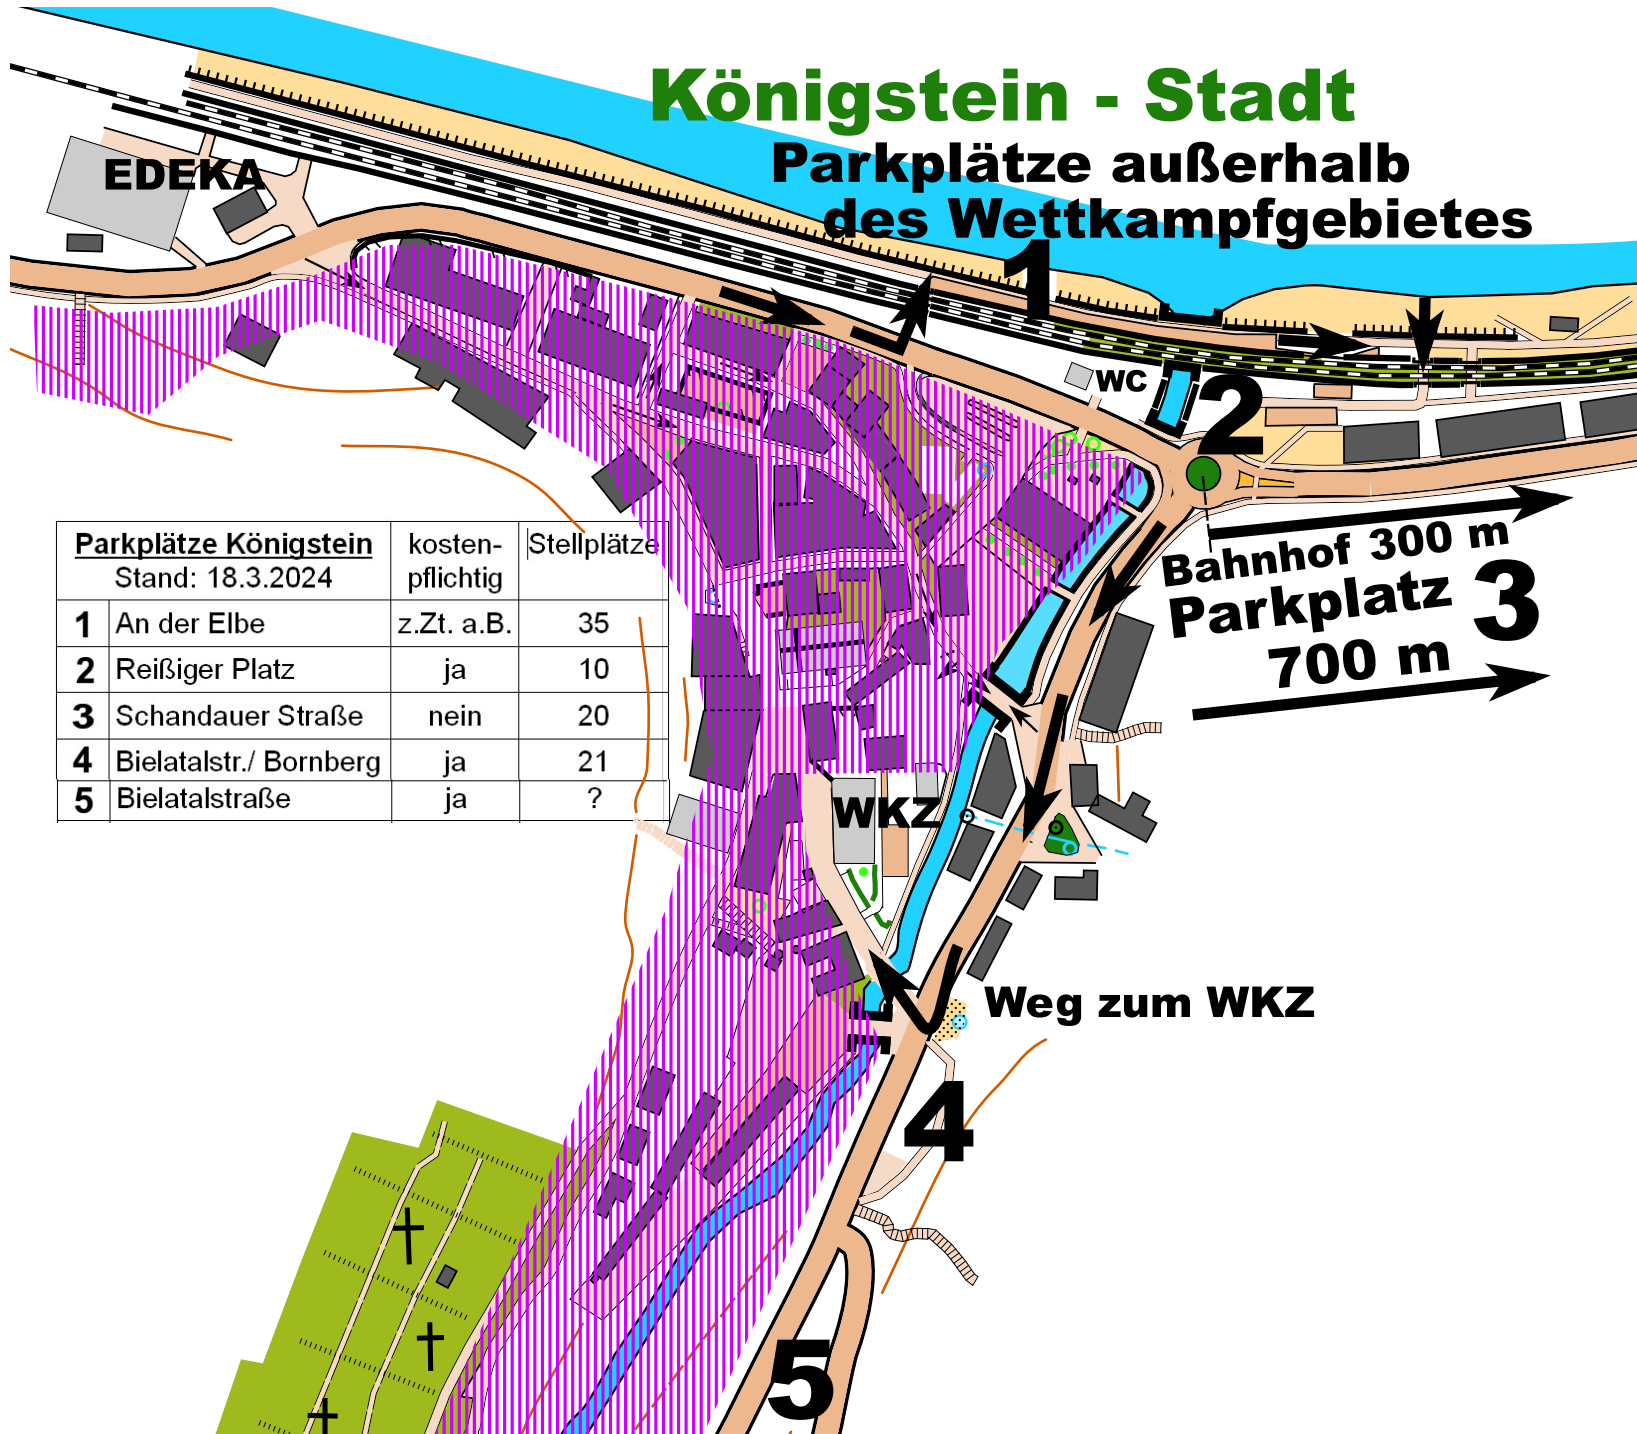 Königstein - Stadt
Parkplätze außerhalb
des Wettkampfgebietes
EDEKA
1
WC
2
Bahnhof 300 m
Parkplatz 3
700 m
Parkplätze Königstein
Stand: 18.3.2024
kosten-
pflichtig
Stellplätze
1 An der Elbe z.Zt. a.B. 35
2 Reißiger Platz ja 10
3 Schandauer Straße nein 20
4 Bielatalstr./ Bornberg ja 21
5 Bielatalstraße ja ?
WKZ
Weg zum WKZ
4
5